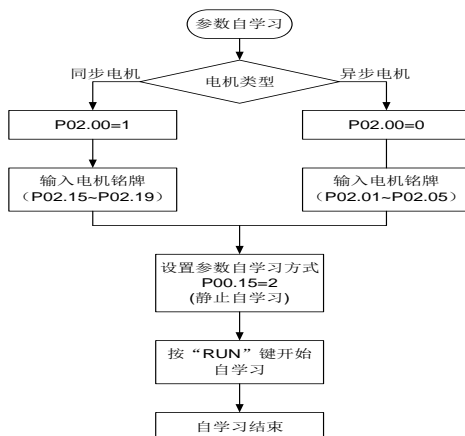 参数自学习
同步电机
电机类型
异步电机
P02.00=1
P02.00=0
输入电机铭牌
（P02.15~P02.19）
输入电机铭牌
（P02.01~P02.05）
设置参数自学习方式
P00.15=2
(静止自学习)
按“RUN”键开始
自学习
自学习结束